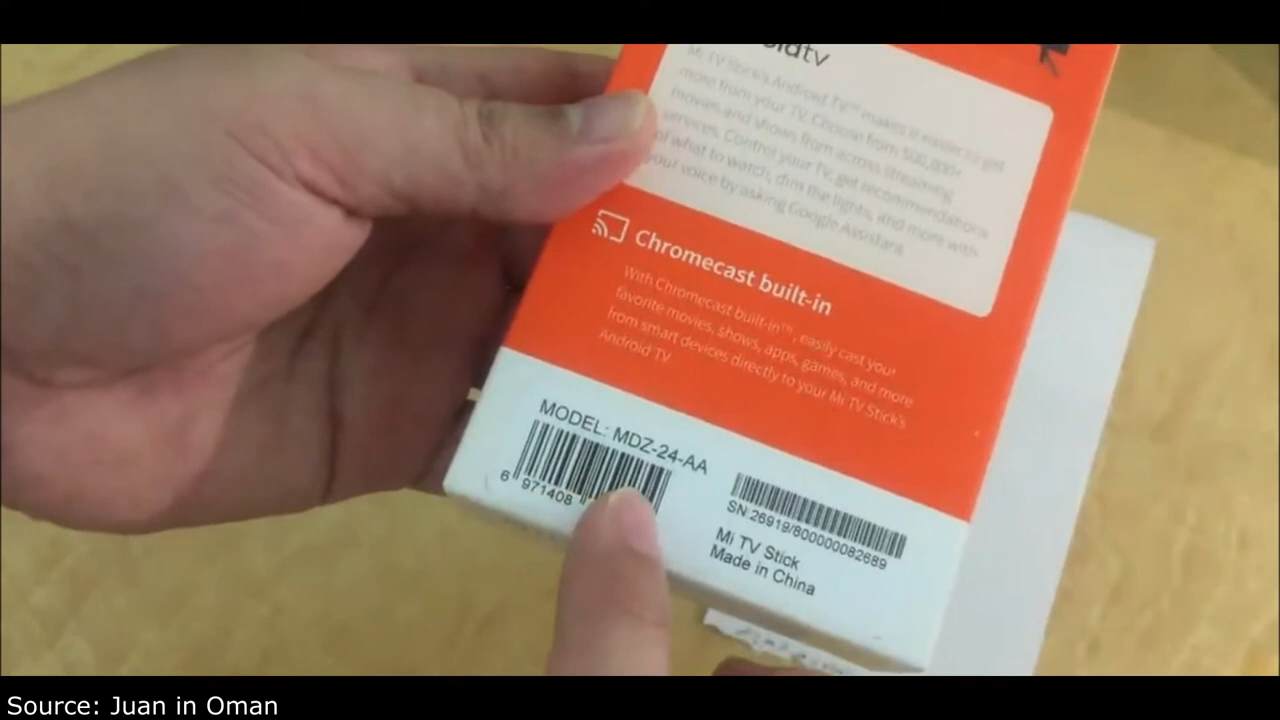 oidtv
Mi TV Stick's Android TV™ makes it easier to get
more from your TV. Choose from 500,000+
movies and shows from across streaming
services. Control your TV, get recommendations
of what to watch, dim the lights, and more with
your voice by asking Google Assistant.
Chromecast built-in
With Chromecast built-in™, easily cast your
favorite movies, shows, apps, games, and more
from smart devices directly to your Mi TV Stick's
Android TV
MODEL: MDZ-24-AA
6 971408
SN:26919/800000082689
Mi TV Stick
Made in China
Source: Juan in Oman